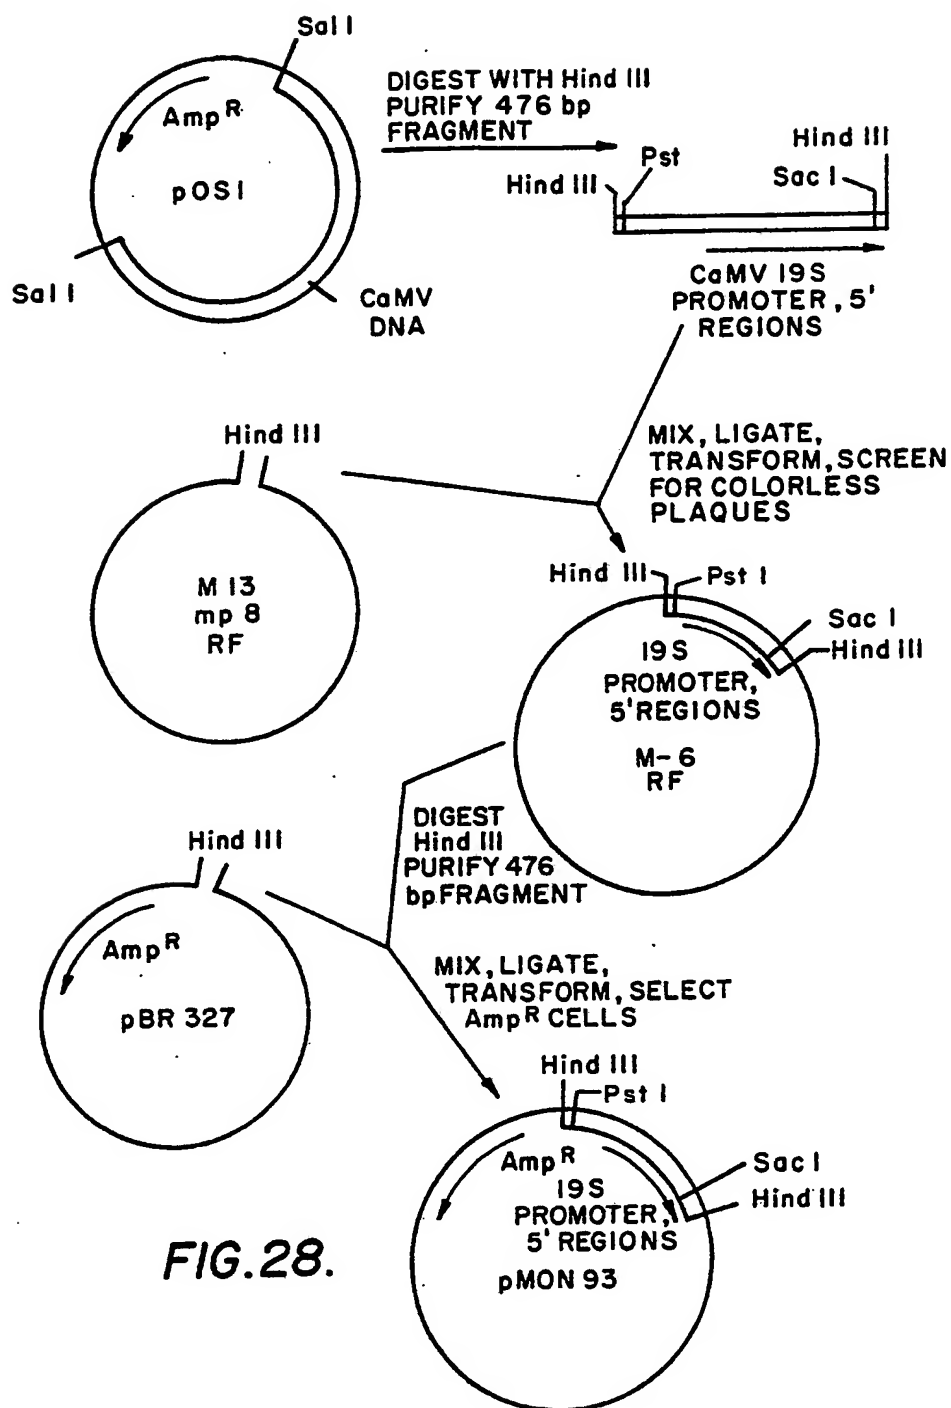 Sal I
Amp R
pOS1
Sal I
CaMV
DNA
DIGEST WITH Hind III
PURIFY 476 bp
FRAGMENT
Hind III
Pst
Sac I
Hind III
CaMV 19S
PROMOTER, 5'
REGIONS
Hind III
M 13
mp 8
RF
MIX, LIGATE,
TRANSFORM, SCREEN
FOR COLORLESS
PLAQUES
Hind III
Pst I
Sac I
Hind III
19S
PROMOTER,
5' REGIONS
M-6
RF
DIGEST
Hind III
PURIFY 476
bp FRAGMENT
Hind III
Amp R
pBR 327
MIX, LIGATE,
TRANSFORM, SELECT
Amp R CELLS
Hind III
Pst I
Sac I
Hind III
Amp R
19S
PROMOTER,
5' REGIONS
pMON 93
FIG.28.